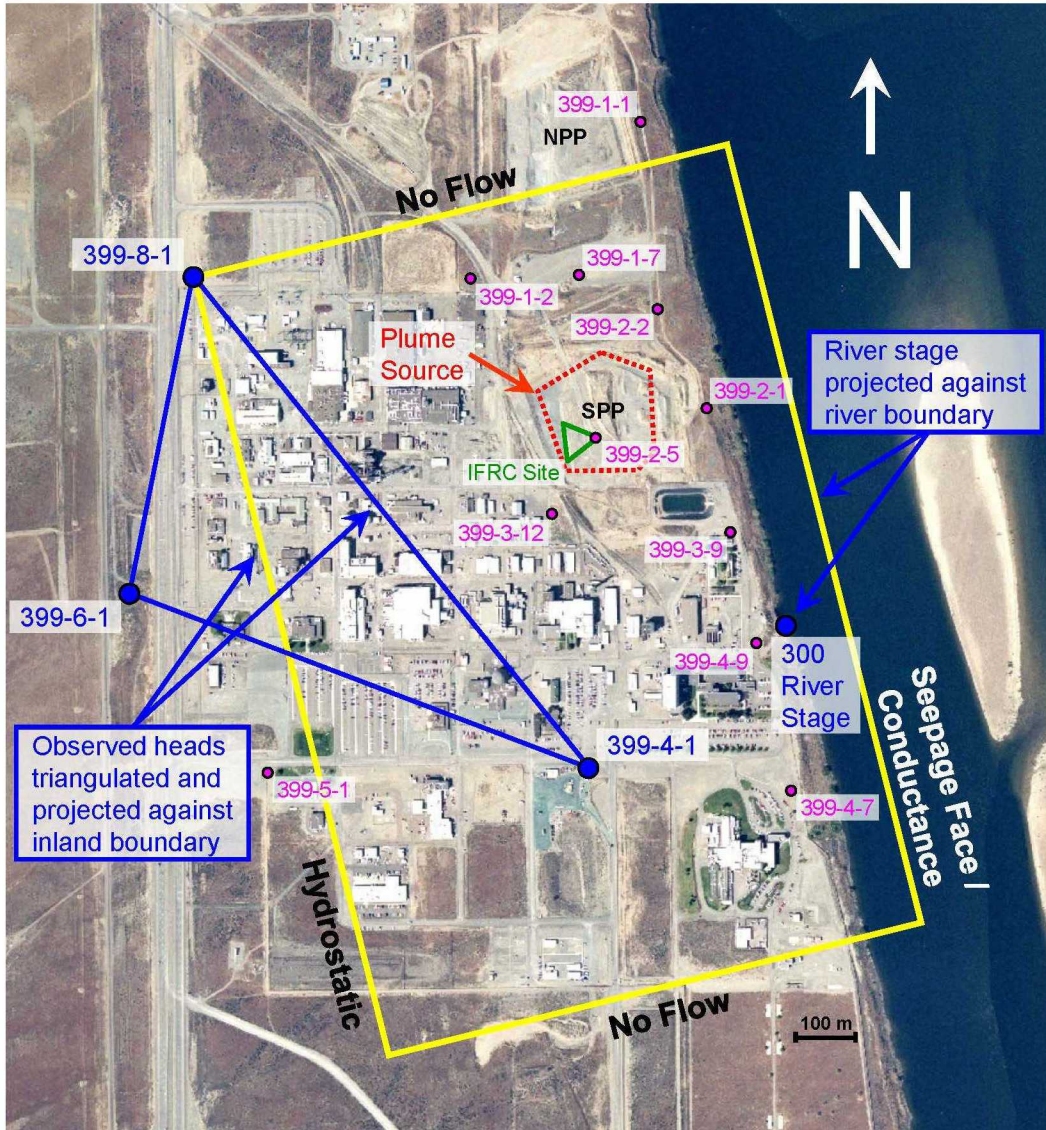 399-1-1
NPP
No Flow
N
399-8-1
399-1-7
399-1-2
399-2-2
Plume
Source
River stage
projected against
river boundary
399-2-1
SPP
399-2-5
IFRC Site
399-3-12
399-3-9
399-6-1
399-4-9
300
River
Stage
Seepage Face /
Conductance
Observed heads
triangulated and
projected against
inland boundary
399-4-1
399-5-1
399-4-7
Hydrostatic
No Flow
100 m